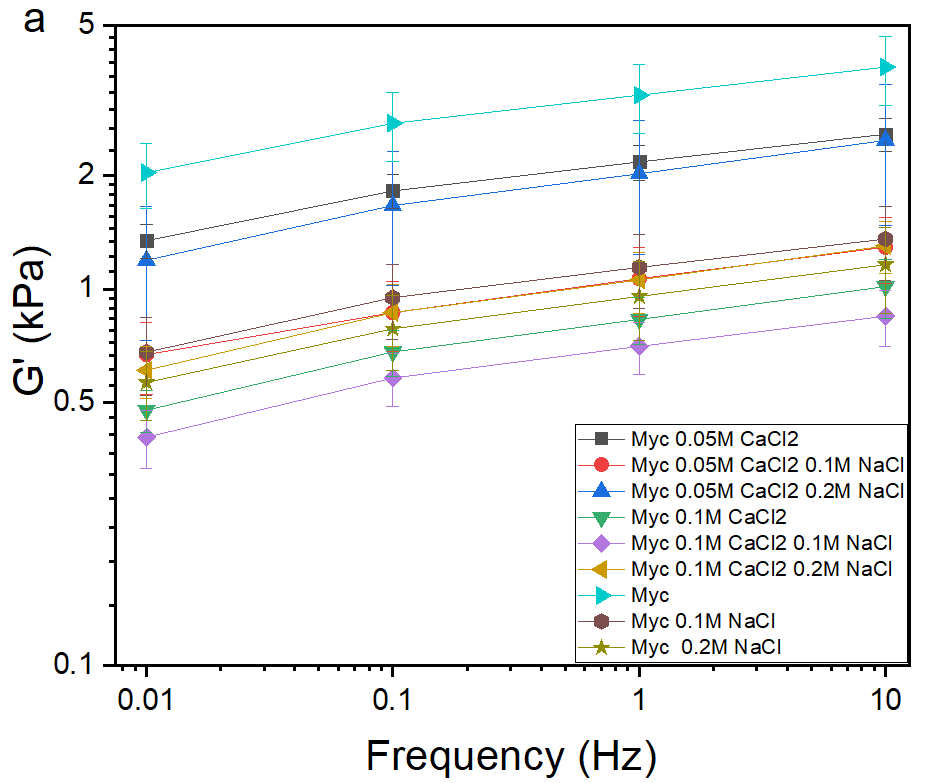 a
5
2
1
0.5
0.1
G' (kPa)
Myc 0.05M CaCl2
Myc 0.05M CaCl2 0.1M NaCl
Myc 0.05M CaCl2 0.2M NaCl
Myc 0.1M CaCl2
Myc 0.1M CaCl2 0.1M NaCl
Myc 0.1M CaCl2 0.2M NaCl
Myc
Myc 0.1M NaCl
Myc  0.2M NaCl
0.01 0.1 1 10
Frequency (Hz)